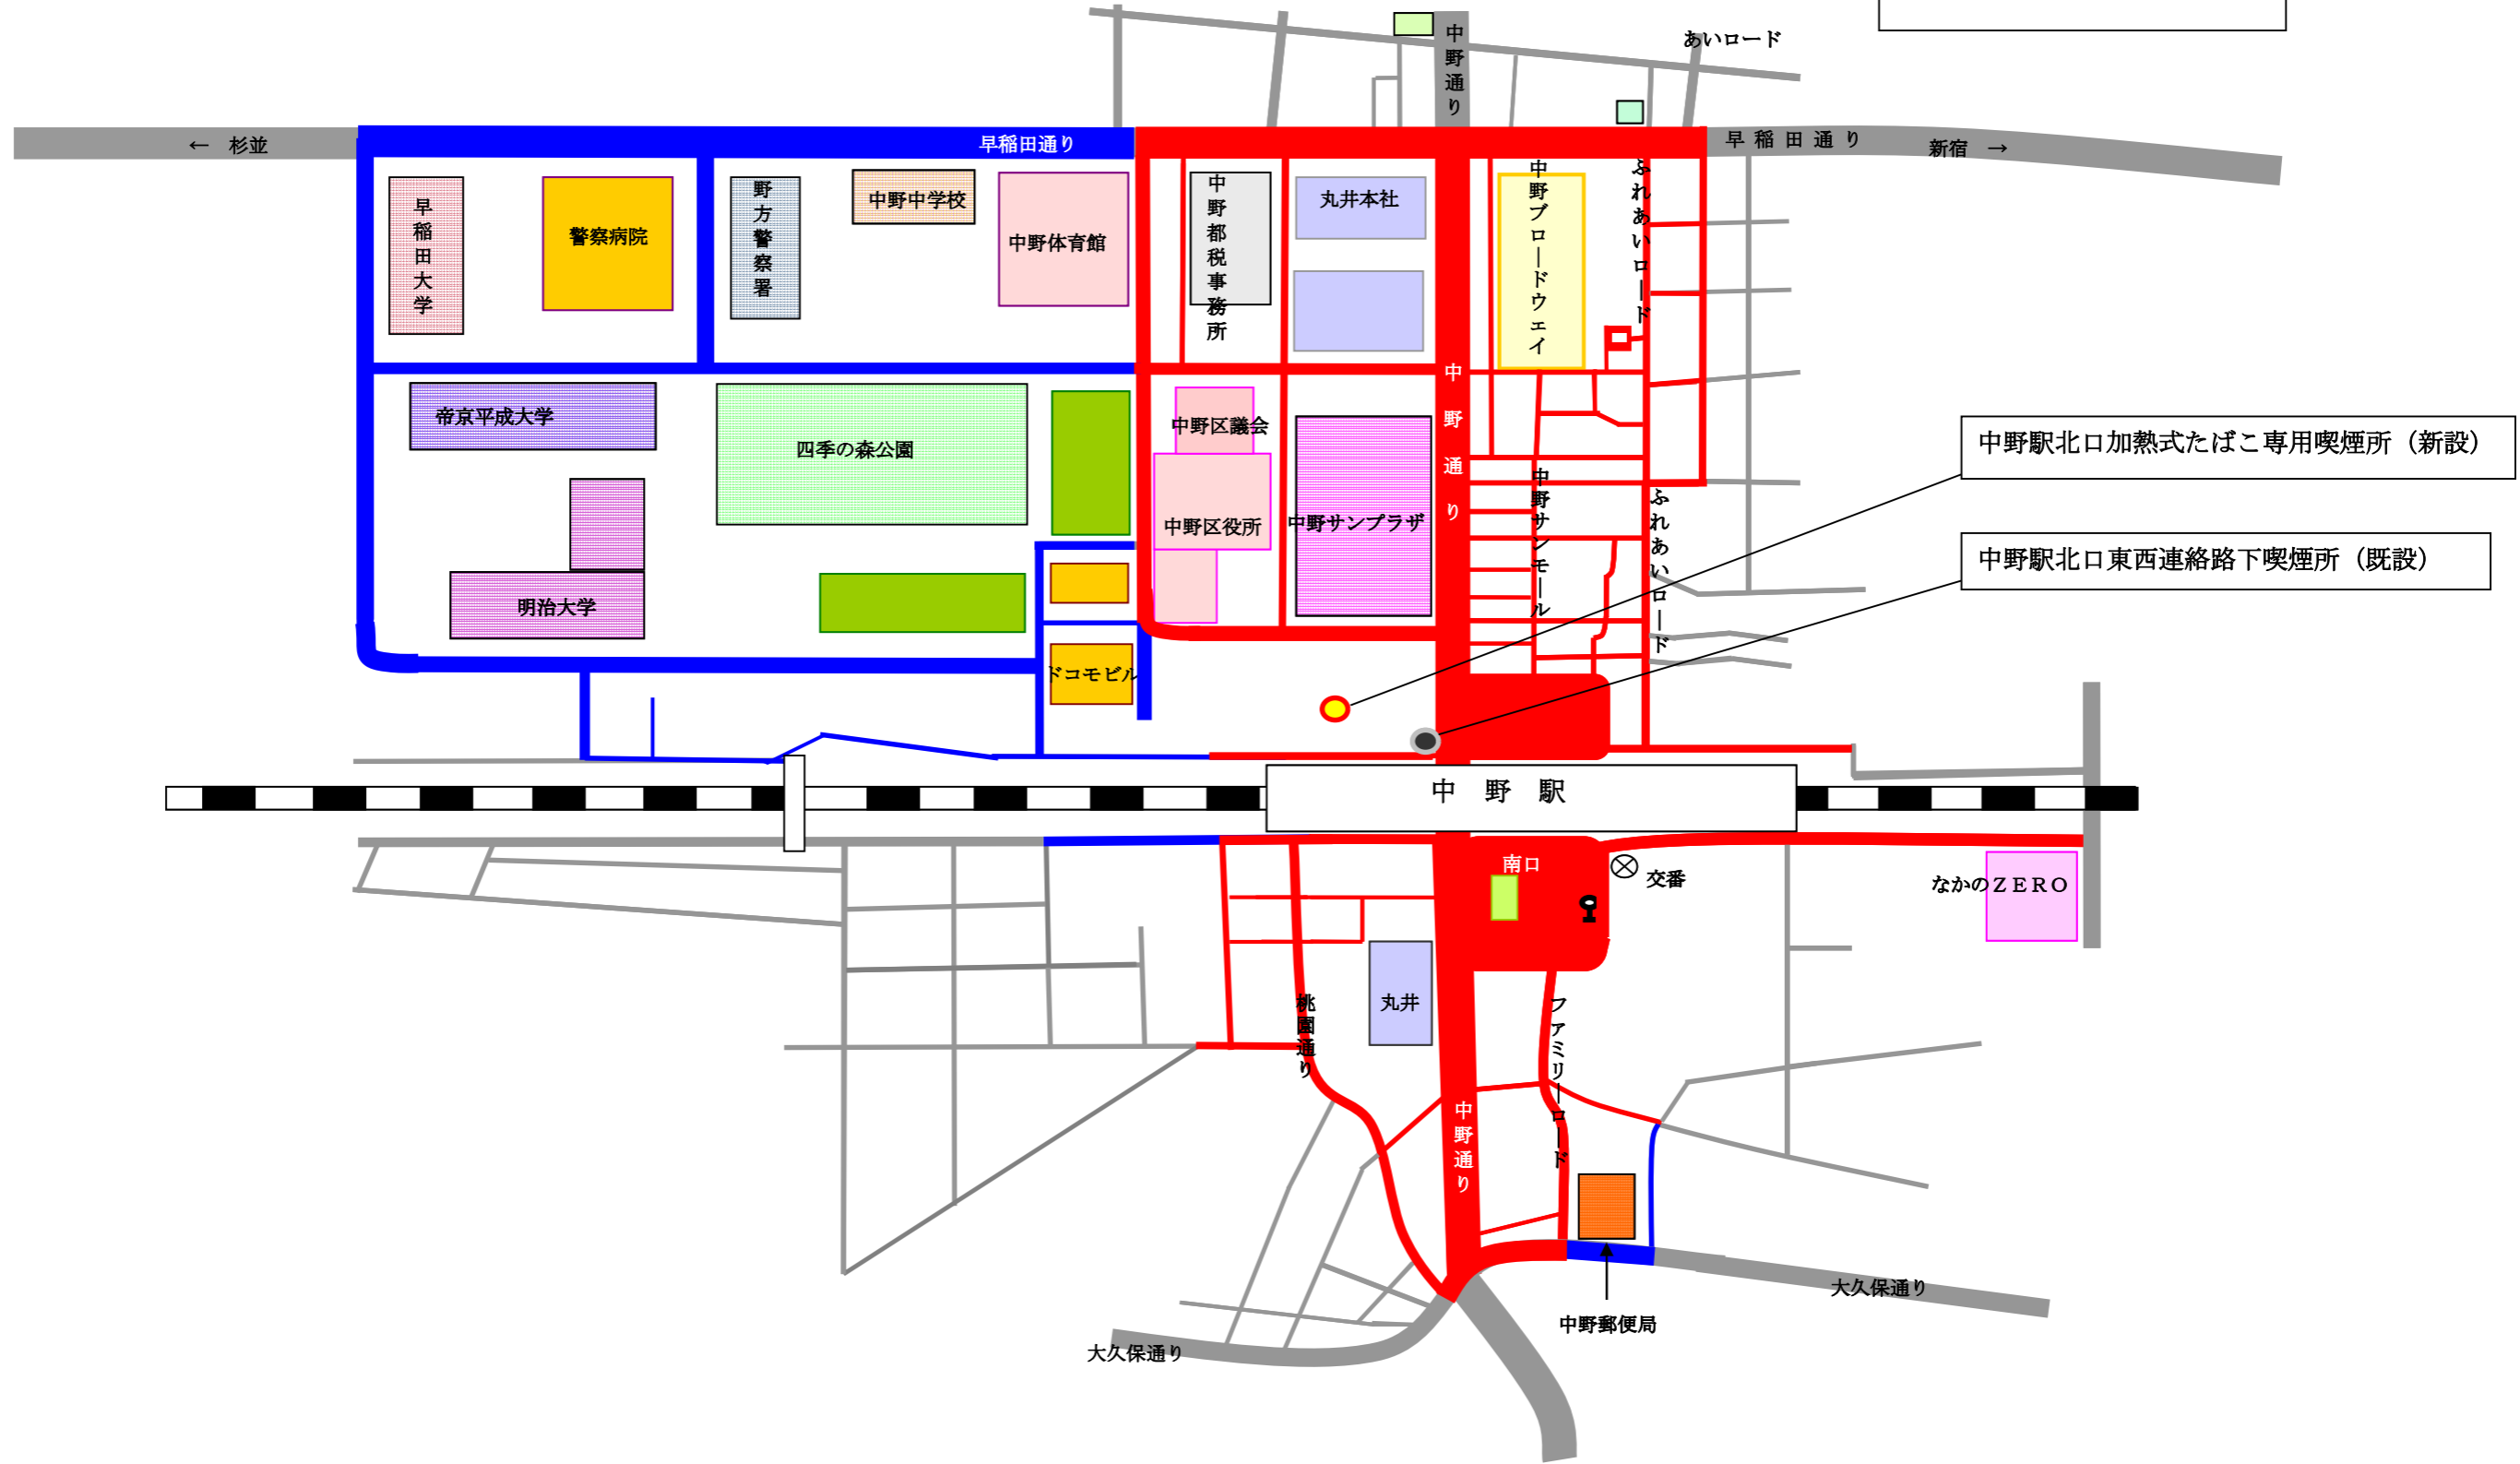 中野通り
あいロード
← 杉並
早稲田通り
早稲田通り
新宿 →
早稲田大学
警察病院
野方警察署
中野中学校
中野体育館
中野都税事務所
丸井本社
中野ブロードウェイ
ふれあいロード
帝京平成大学
四季の森公園
中野区議会
中野通り
中野駅北口加熱式たばこ専用喫煙所（新設）
中野区役所
中野サンプラザ
中野サンモール
ふれあいロード
中野駅北口東西連絡路下喫煙所（既設）
明治大学
ドコモビル
中 野 駅
南口
交番
なかのＺＥＲＯ
桃園通り
丸井
ファミリーロード
中野通り
大久保通り
中野郵便局
大久保通り